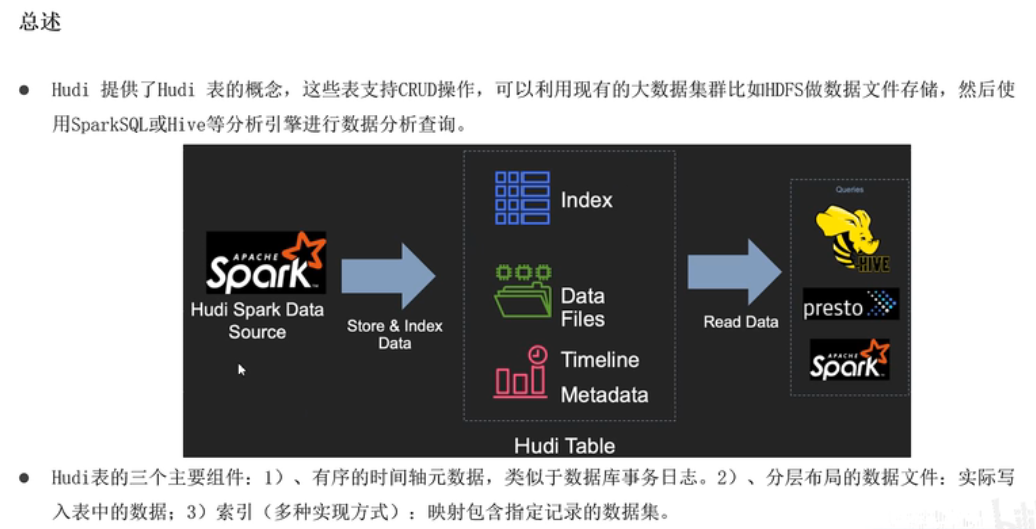 总述
● Hudi 提供了Hudi 表的概念，这些表支持CRUD操作，可以利用现有的大数据集群比如HDFS做数据文件存储，然后使
用SparkSQL或Hive等分析引擎进行数据分析查询。
APACHE
Spark
Hudi Spark Data
Source
Store & Index
Data
Index
Data
Files
Timeline
Metadata
Hudi Table
Read Data
Queries
HIVE
presto
APACHE
Spark
● Hudi表的三个主要组件：1）、有序的时间轴元数据，类似于数据库事务日志。2）、分层布局的数据文件：实际写
入表中的数据；3）索引（多种实现方式）：映射包含指定记录的数据集。